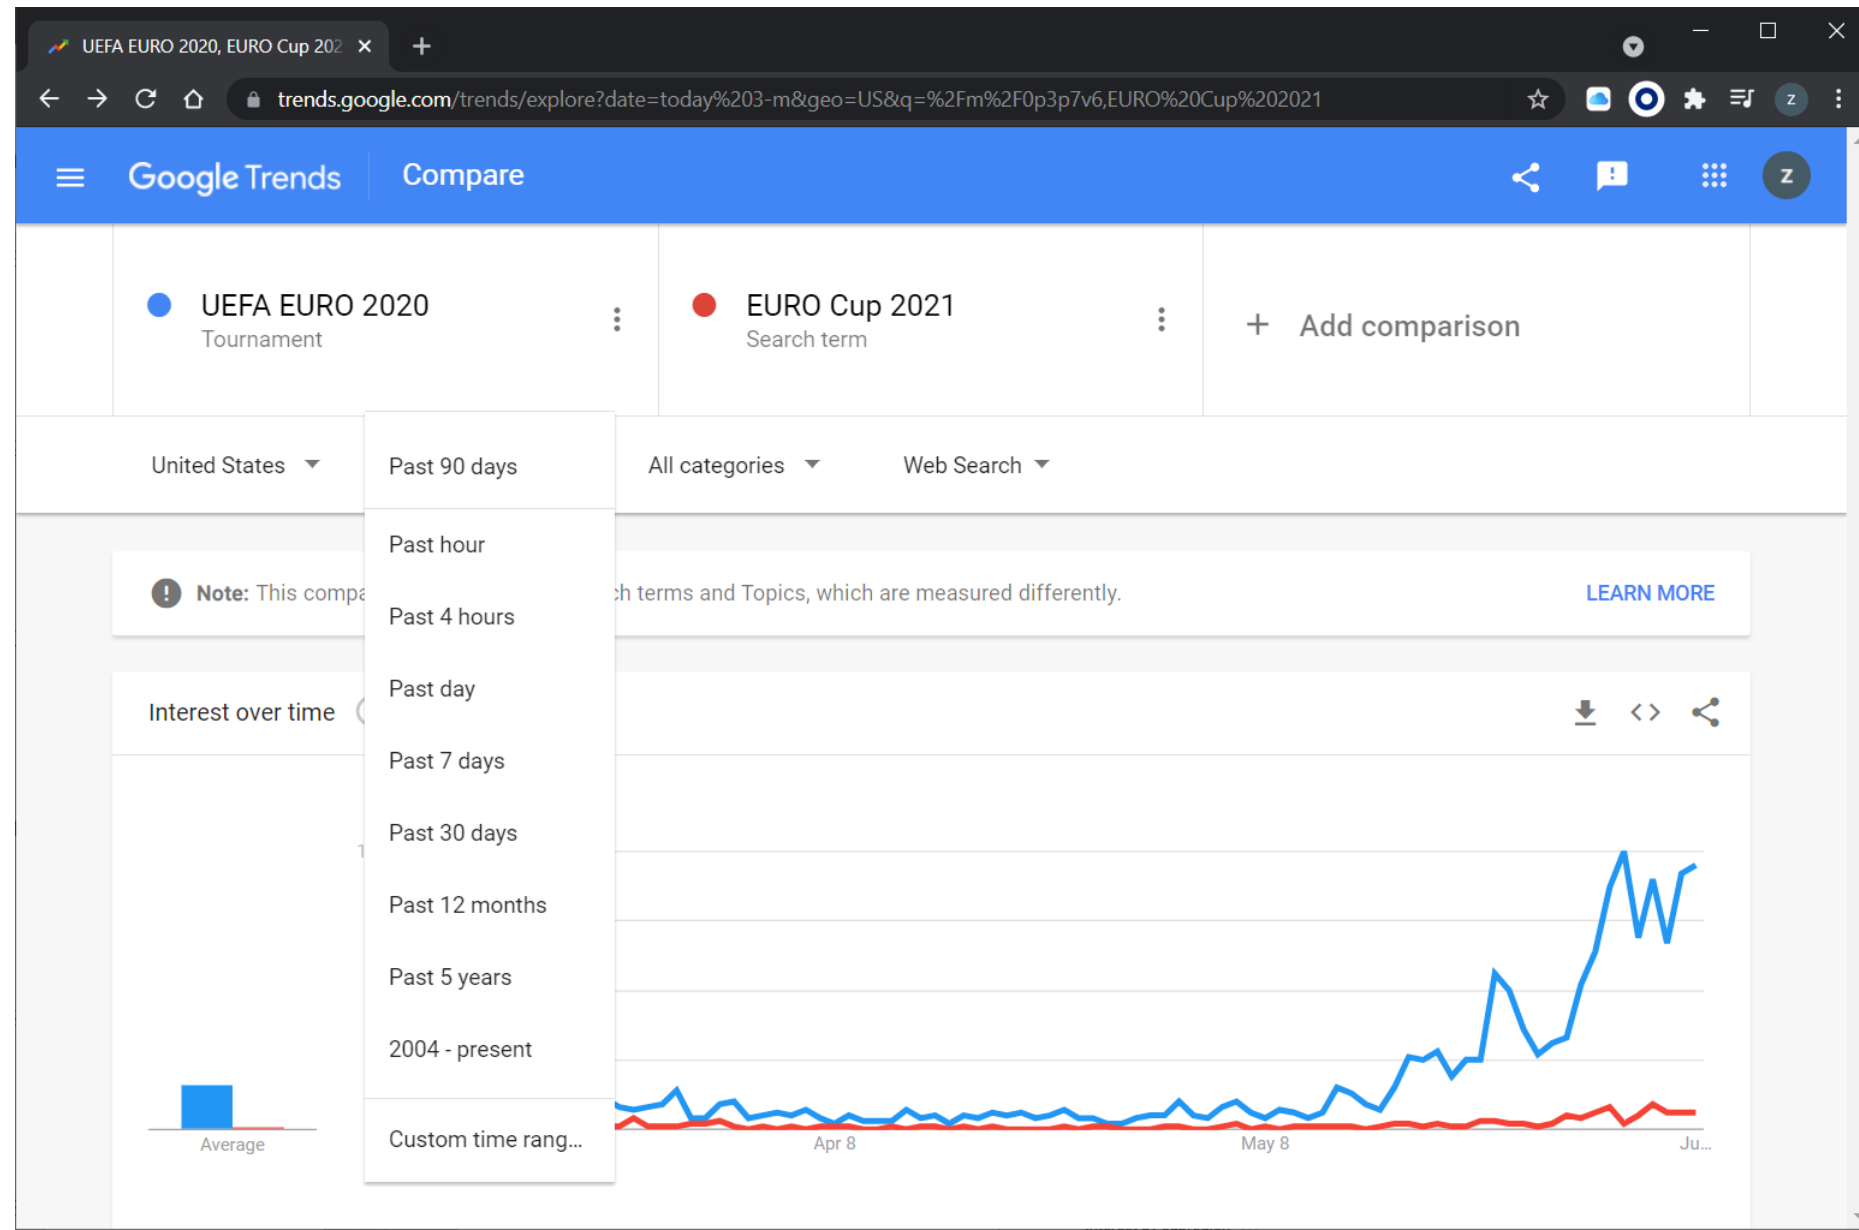 UEFA EURO 2020, EURO Cup 202
trends.google.com/trends/explore?date=today%203-m&geo=US&q=%2Fm%2F0p3p7v6,EURO%20Cup%202021
z
Google Trends
Compare
z
UEFA EURO 2020
Tournament
EURO Cup 2021
Search term
+ Add comparison
United States
Past 90 days
All categories
Web Search
Past hour
Past 4 hours
Past day
Past 7 days
Past 30 days
Past 12 months
Past 5 years
2004 - present
Custom time rang...
Note: This compa
ch terms and Topics, which are measured differently.
LEARN MORE
Interest over time
1
Average
Apr 8
May 8
Ju...